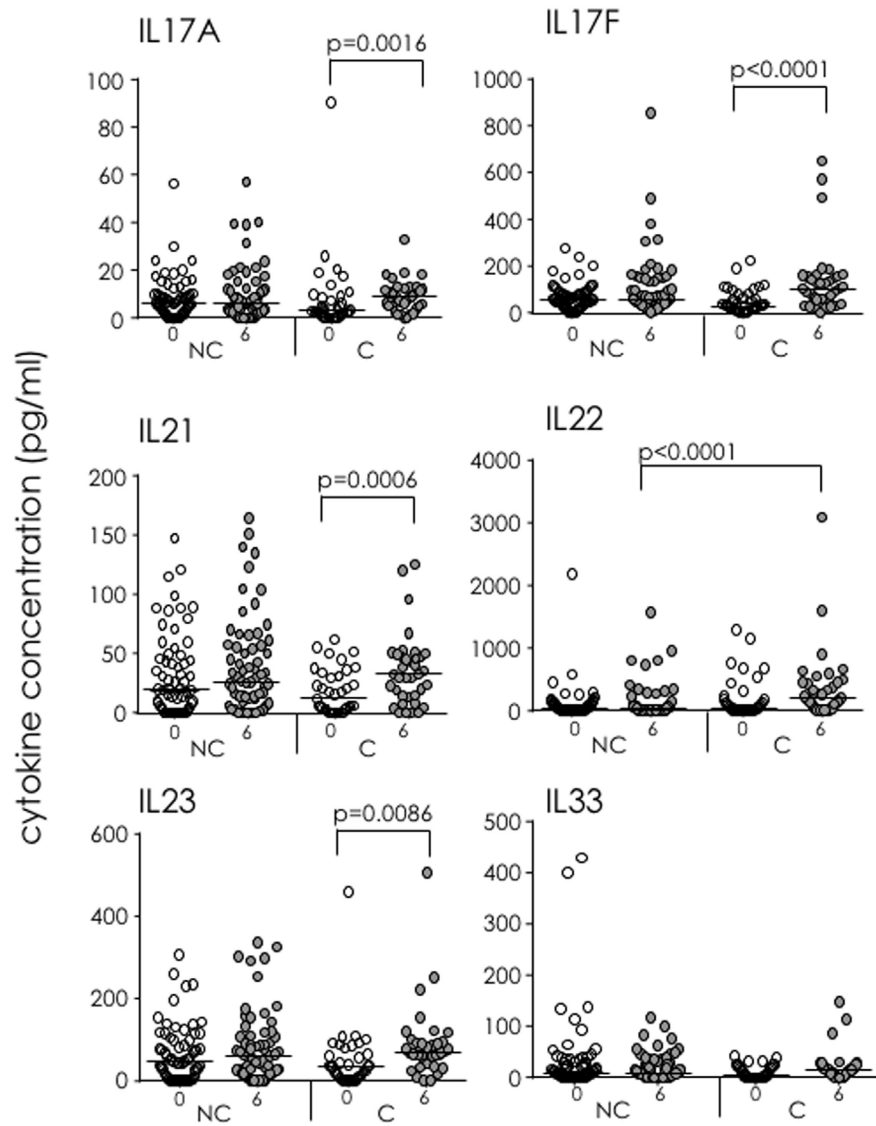 cytokine concentration (pg/ml)
IL17A
p=0.0016
100
80
60
40
20
0
0 6 0 6
NC C
IL17F
p<0.0001
1000
800
600
400
200
0
0 6 0 6
NC C
IL21
p=0.0006
200
150
100
50
0
0 6 0 6
NC C
IL22
p<0.0001
4000
3000
2000
1000
0
0 6 0 6
NC C
IL23
p=0.0086
600
400
200
0
0 6 0 6
NC C
IL33
500
400
300
200
100
0
0 6 0 6
NC C